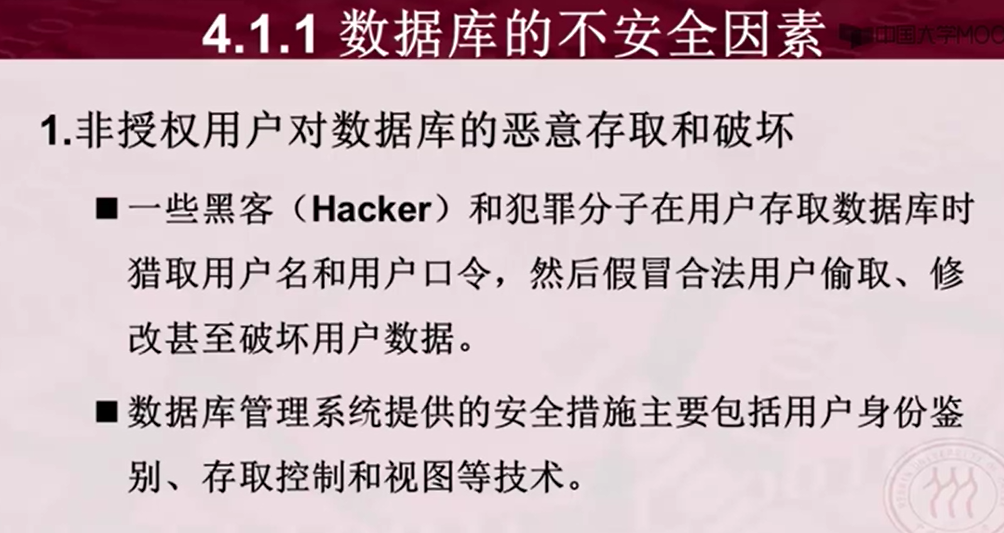 4.1.1 数据库的不安全因素
中国大学MOO
1.非授权用户对数据库的恶意存取和破坏
■一些黑客（Hacker）和犯罪分子在用户存取数据库时
猎取用户名和用户口令，然后假冒合法用户偷取、修
改甚至破坏用户数据。
■数据库管理系统提供的安全措施主要包括用户身份鉴
别、存取控制和视图等技术。